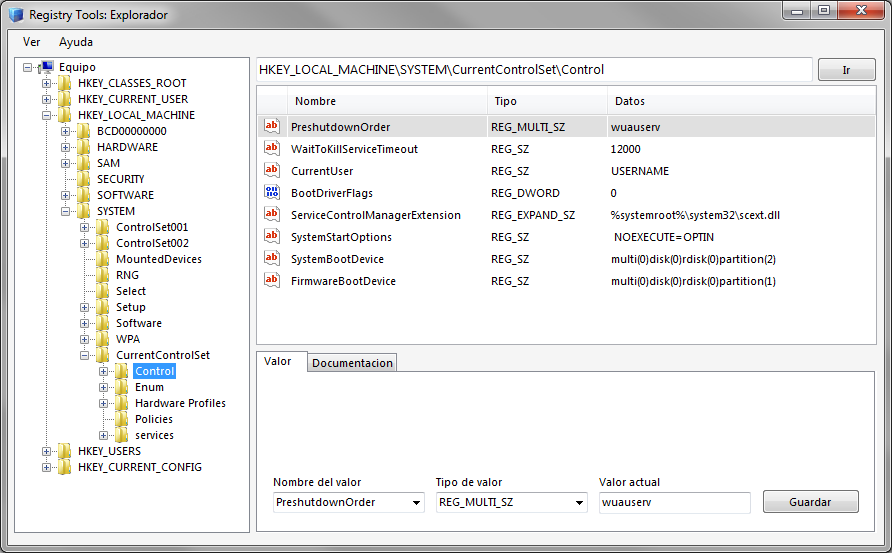 Registry Tools: Explorador
Ver Ayuda
Equipo
HKEY_CLASSES_ROOT
HKEY_CURRENT_USER
HKEY_LOCAL_MACHINE
BCD00000000
HARDWARE
SAM
SECURITY
SOFTWARE
SYSTEM
ControlSet001
ControlSet002
MountedDevices
RNG
Select
Setup
Software
WPA
CurrentControlSet
Control
Enum
Hardware Profiles
Policies
services
HKEY_USERS
HKEY_CURRENT_CONFIG
HKEY_LOCAL_MACHINE\SYSTEM\CurrentControlSet\Control Ir
Nombre Tipo Datos
PreshutdownOrder REG_MULTI_SZ wuauserv
WaitToKillServiceTimeout REG_SZ 12000
CurrentUser REG_SZ USERNAME
BootDriverFlags REG_DWORD 0
ServiceControlManagerExtension REG_EXPAND_SZ %systemroot%\system32\scext.dll
SystemStartOptions REG_SZ NOEXECUTE=OPTIN
SystemBootDevice REG_SZ multi(0)disk(0)rdisk(0)partition(2)
FirmwareBootDevice REG_SZ multi(0)disk(0)rdisk(0)partition(1)
Valor Documentacion
Nombre del valor Tipo de valor Valor actual
PreshutdownOrder REG_MULTI_SZ wuauserv Guardar